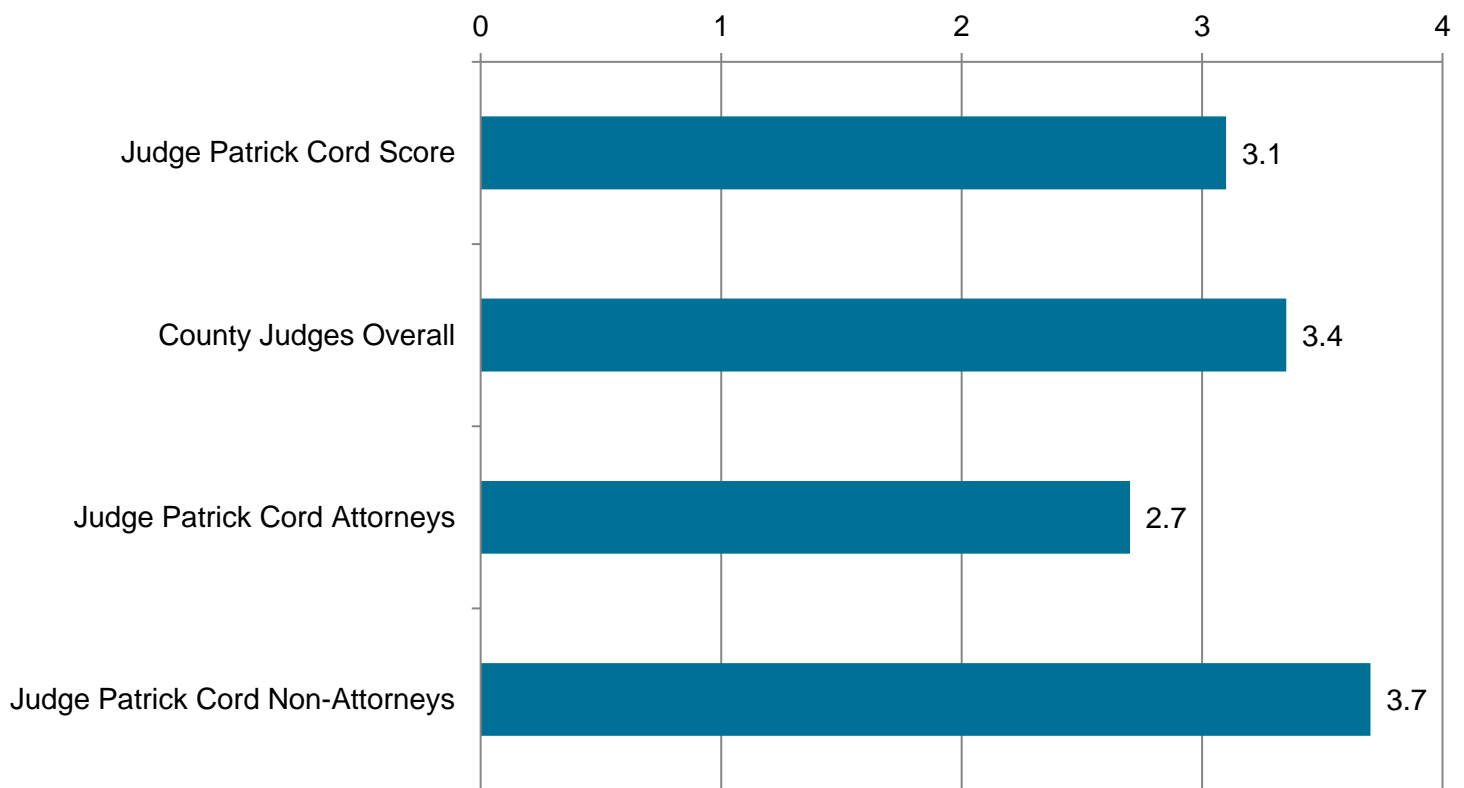 0 1 2 3 4
Judge Patrick Cord Score 3.1
County Judges Overall 3.4
Judge Patrick Cord Attorneys 2.7
Judge Patrick Cord Non-Attorneys 3.7